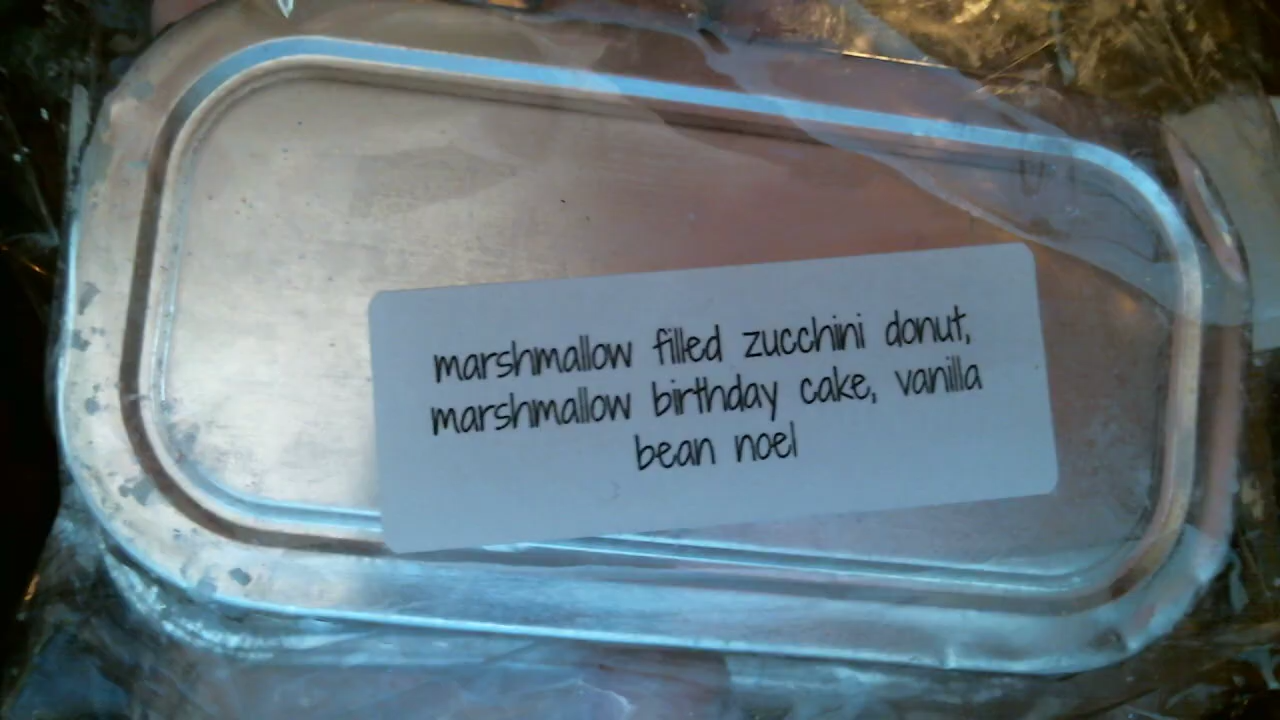 marshmallow filled zucchini donut,
marshmallow birthday cake, vanilla
bean noel